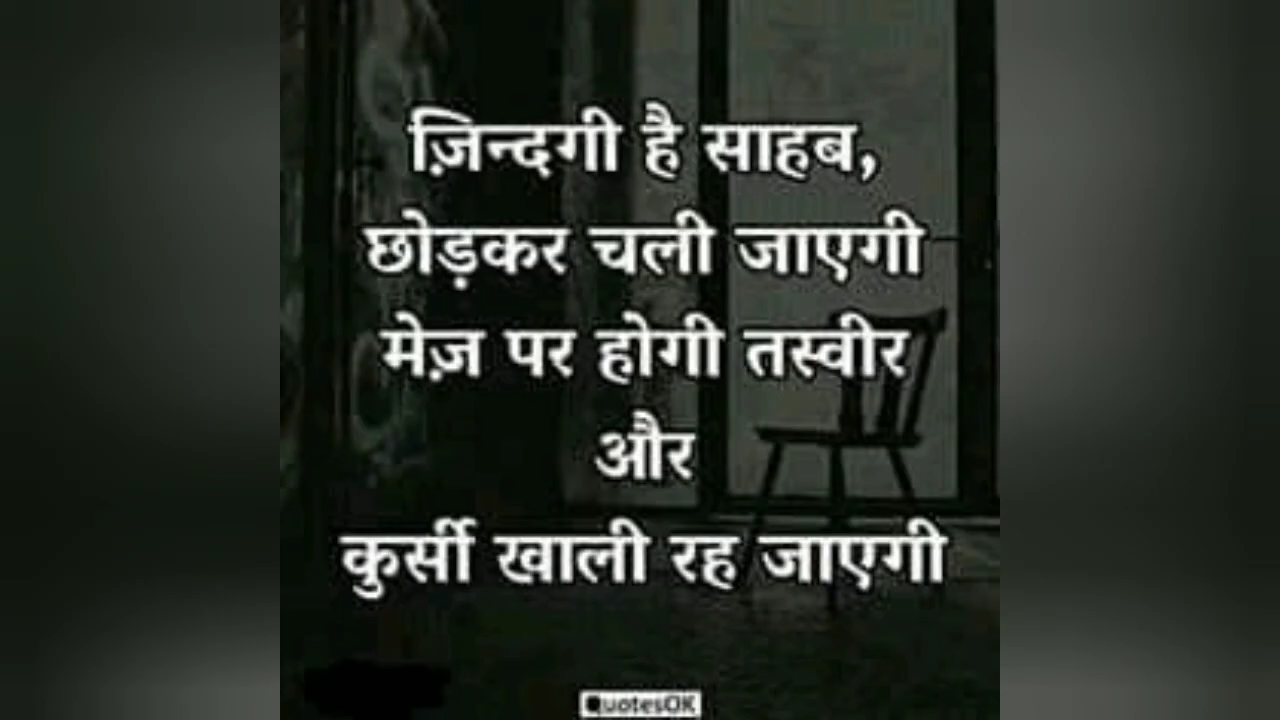 ज़िन्दगी है साहब,
छोड़कर चली जाएगी
मेज़ पर होगी तस्वीर
और
कुर्सी खाली रह जाएगी
QuotesOK